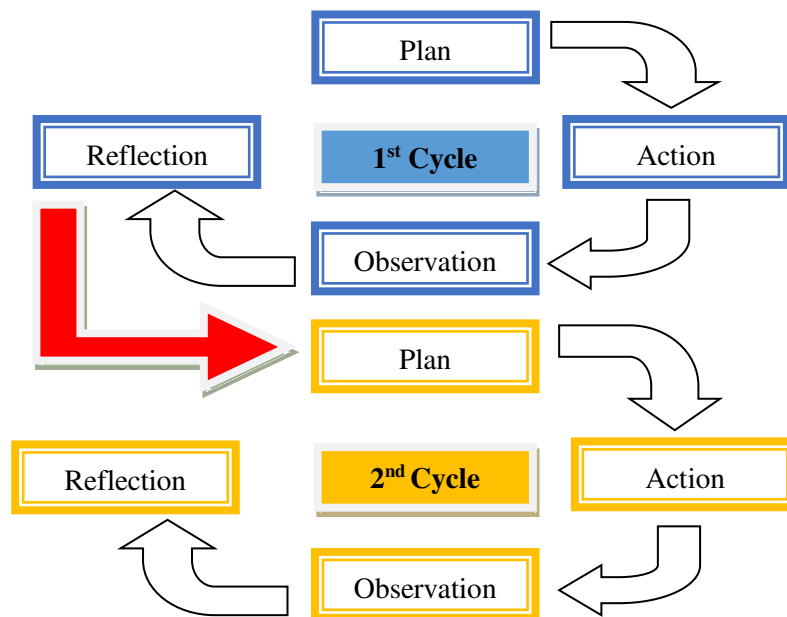 Plan
Reflection
1st Cycle
Action
Observation
Plan
Reflection
2nd Cycle
Action
Observation